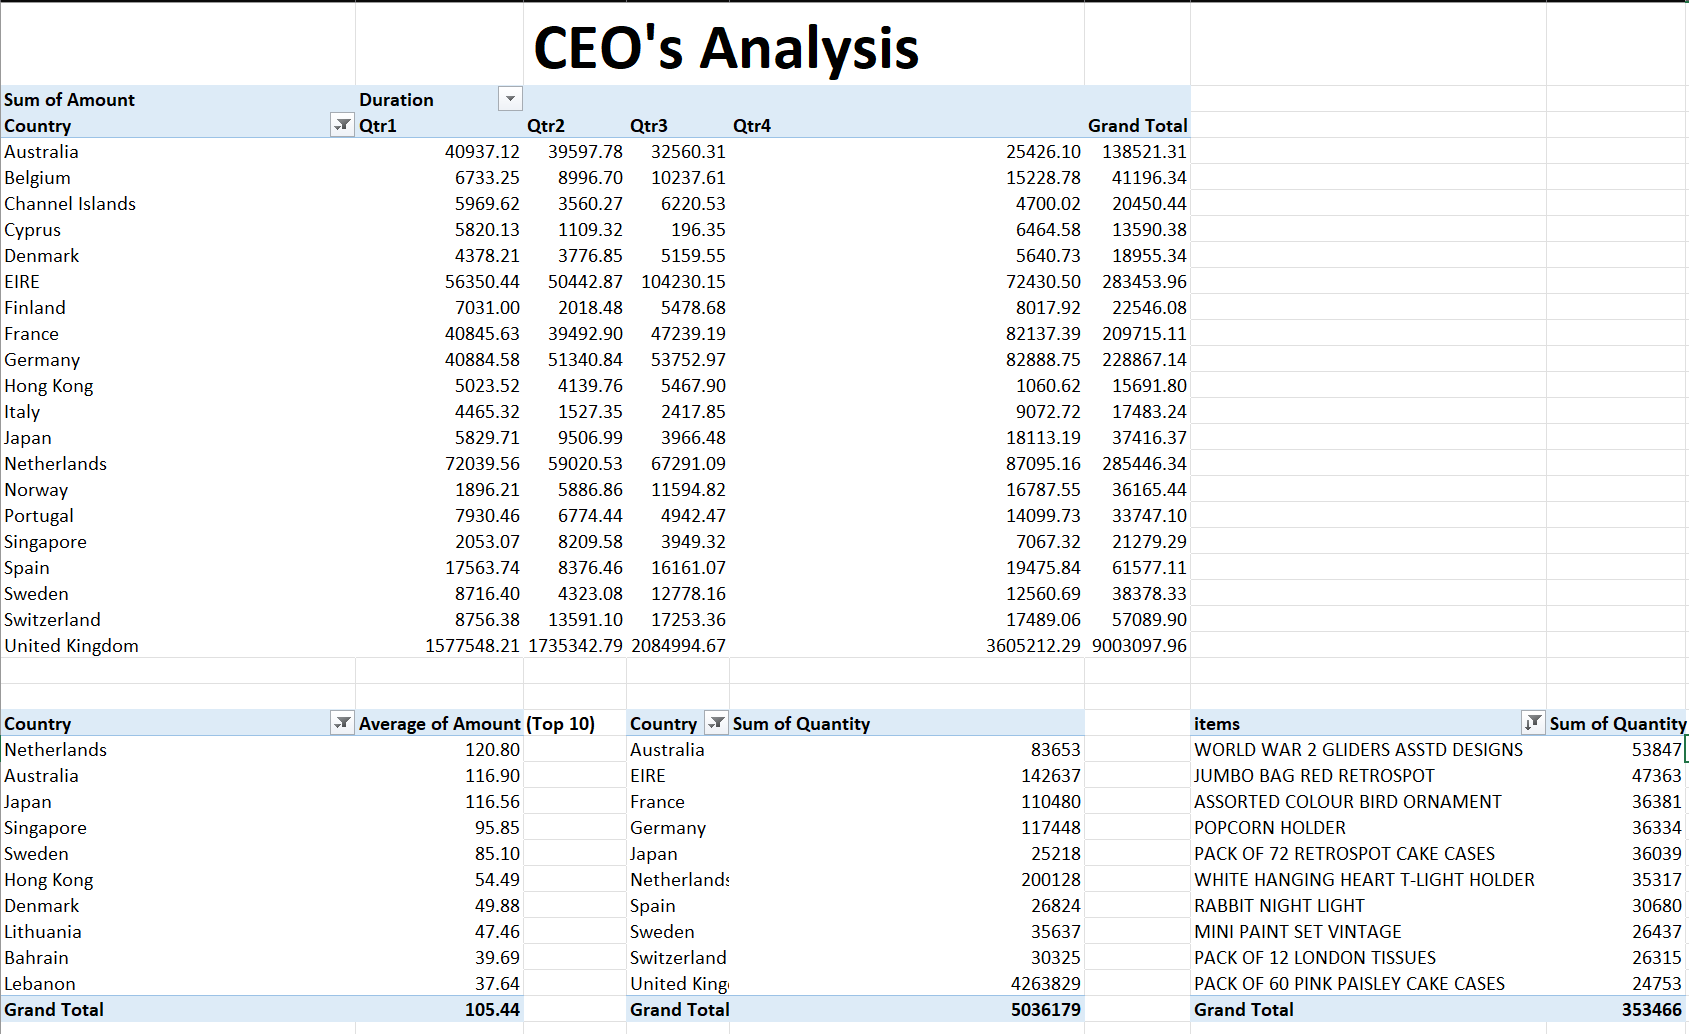 CEO's Analysis
Sum of Amount Duration
Country Qtr1 Qtr2 Qtr3 Qtr4 Grand Total
Australia 40937.12 39597.78 32560.31 25426.10 138521.31
Belgium 6733.25 8996.70 10237.61 15228.78 41196.34
Channel Islands 5969.62 3560.27 6220.53 4700.02 20450.44
Cyprus 5820.13 1109.32 196.35 6464.58 13590.38
Denmark 4378.21 3776.85 5159.55 5640.73 18955.34
EIRE 56350.44 50442.87 104230.15 72430.50 283453.96
Finland 7031.00 2018.48 5478.68 8017.92 22546.08
France 40845.63 39492.90 47239.19 82137.39 209715.11
Germany 40884.58 51340.84 53752.97 82888.75 228867.14
Hong Kong 5023.52 4139.76 5467.90 1060.62 15691.80
Italy 4465.32 1527.35 2417.85 9072.72 17483.24
Japan 5829.71 9506.99 3966.48 18113.19 37416.37
Netherlands 72039.56 59020.53 67291.09 87095.16 285446.34
Norway 1896.21 5886.86 11594.82 16787.55 36165.44
Portugal 7930.46 6774.44 4942.47 14099.73 33747.10
Singapore 2053.07 8209.58 3949.32 7067.32 21279.29
Spain 17563.74 8376.46 16161.07 19475.84 61577.11
Sweden 8716.40 4323.08 12778.16 12560.69 38378.33
Switzerland 8756.38 13591.10 17253.36 17489.06 57089.90
United Kingdom 1577548.21 1735342.79 2084994.67 3605212.29 9003097.96
Country Average of Amount (Top 10) Country Sum of Quantity items Sum of Quantity
Netherlands 120.80 Australia 83653 WORLD WAR 2 GLIDERS ASSTD DESIGNS 53847
Australia 116.90 EIRE 142637 JUMBO BAG RED RETROSPOT 47363
Japan 116.56 France 110480 ASSORTED COLOUR BIRD ORNAMENT 36381
Singapore 95.85 Germany 117448 POPCORN HOLDER 36334
Sweden 85.10 Japan 25218 PACK OF 72 RETROSPOT CAKE CASES 36039
Hong Kong 54.49 Netherlands 200128 WHITE HANGING HEART T-LIGHT HOLDER 35317
Denmark 49.88 Spain 26824 RABBIT NIGHT LIGHT 30680
Lithuania 47.46 Sweden 35637 MINI PAINT SET VINTAGE 26437
Bahrain 39.69 Switzerland 30325 PACK OF 12 LONDON TISSUES 26315
Lebanon 37.64 United King 4263829 PACK OF 60 PINK PAISLEY CAKE CASES 24753
Grand Total 105.44 Grand Total 5036179 Grand Total 353466